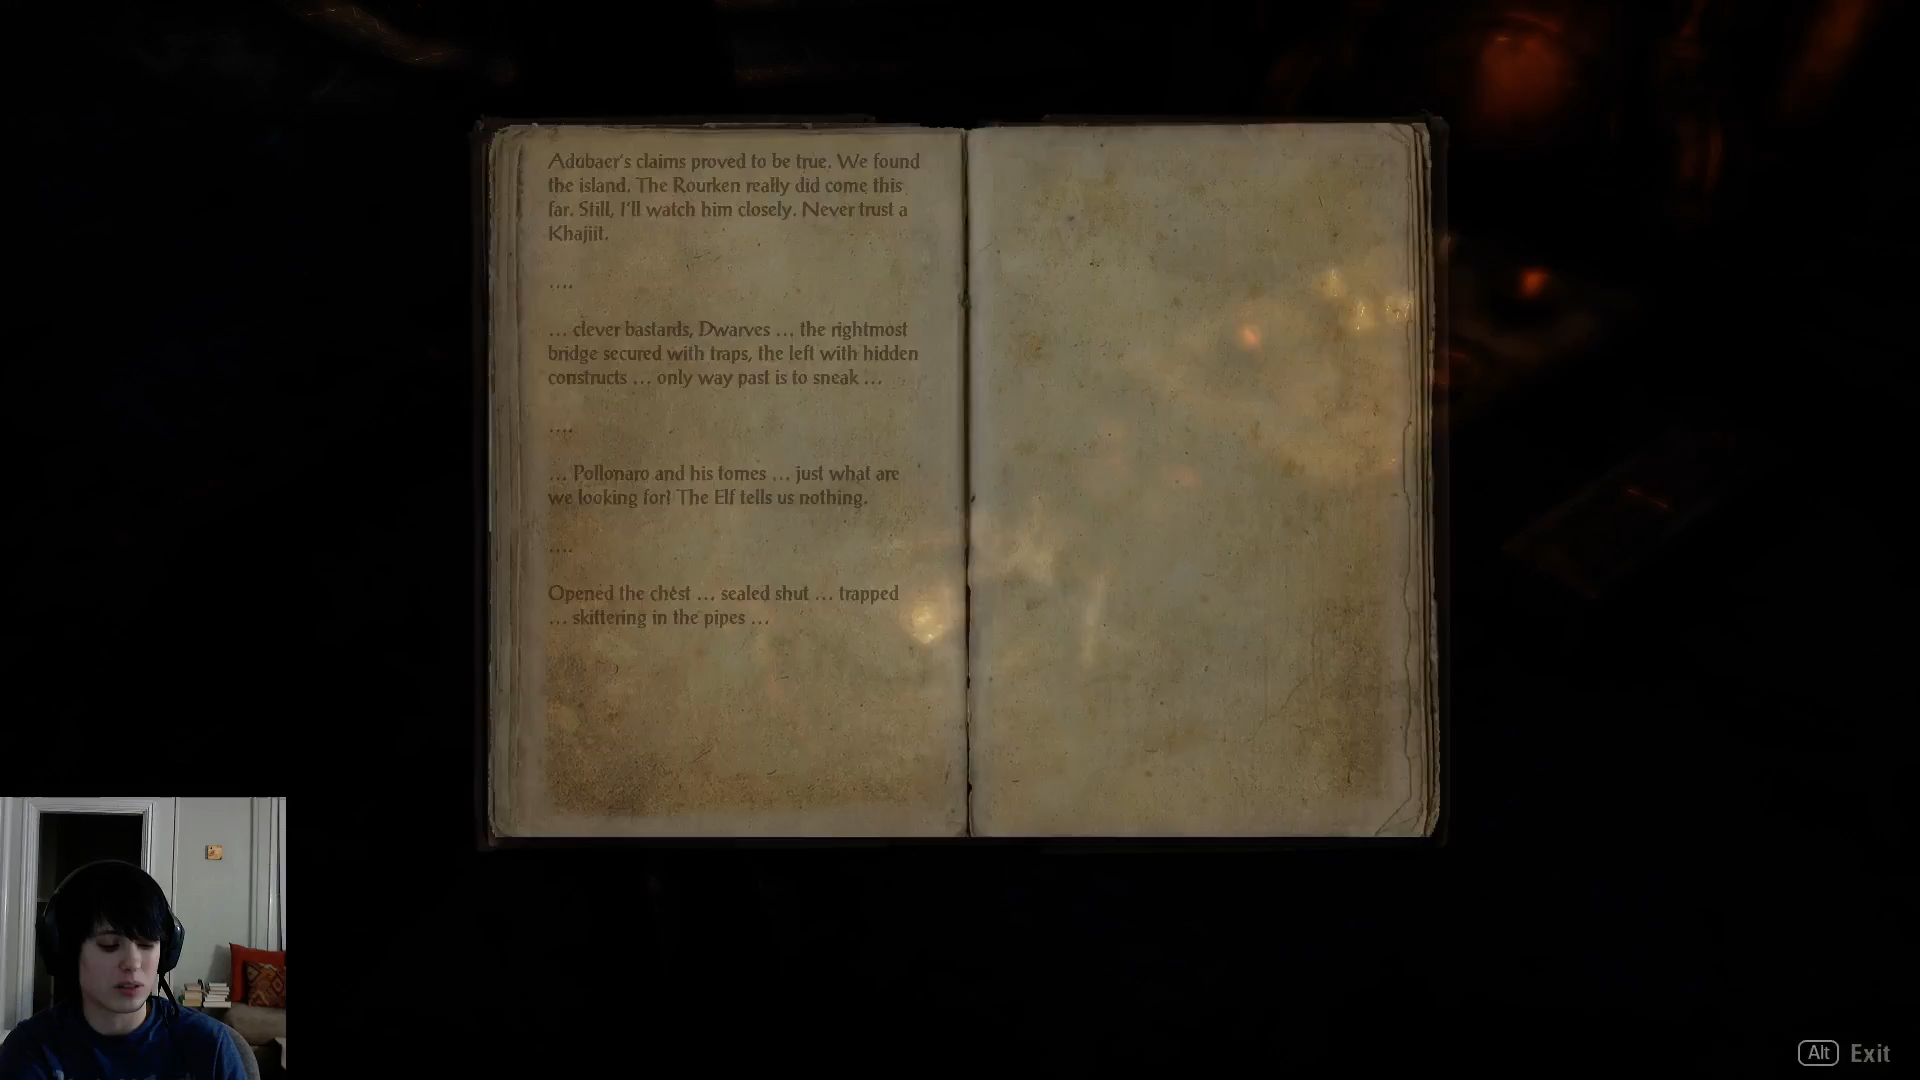 Adubaer's claims proved to be true. We found
the island. The Rourken really did come this
far. Still, I'll watch him closely. Never trust a
Khajiit.
....
... clever bastards, Dwarves ... the rightmost
bridge secured with traps, the left with hidden
constructs ... only way past is to sneak ...
....
... Pollonaro and his tomes ... just what are
we looking for? The Elf tells us nothing.
....
Opened the chest ... sealed shut ... trapped
... skittering in the pipes ...
Alt Exit